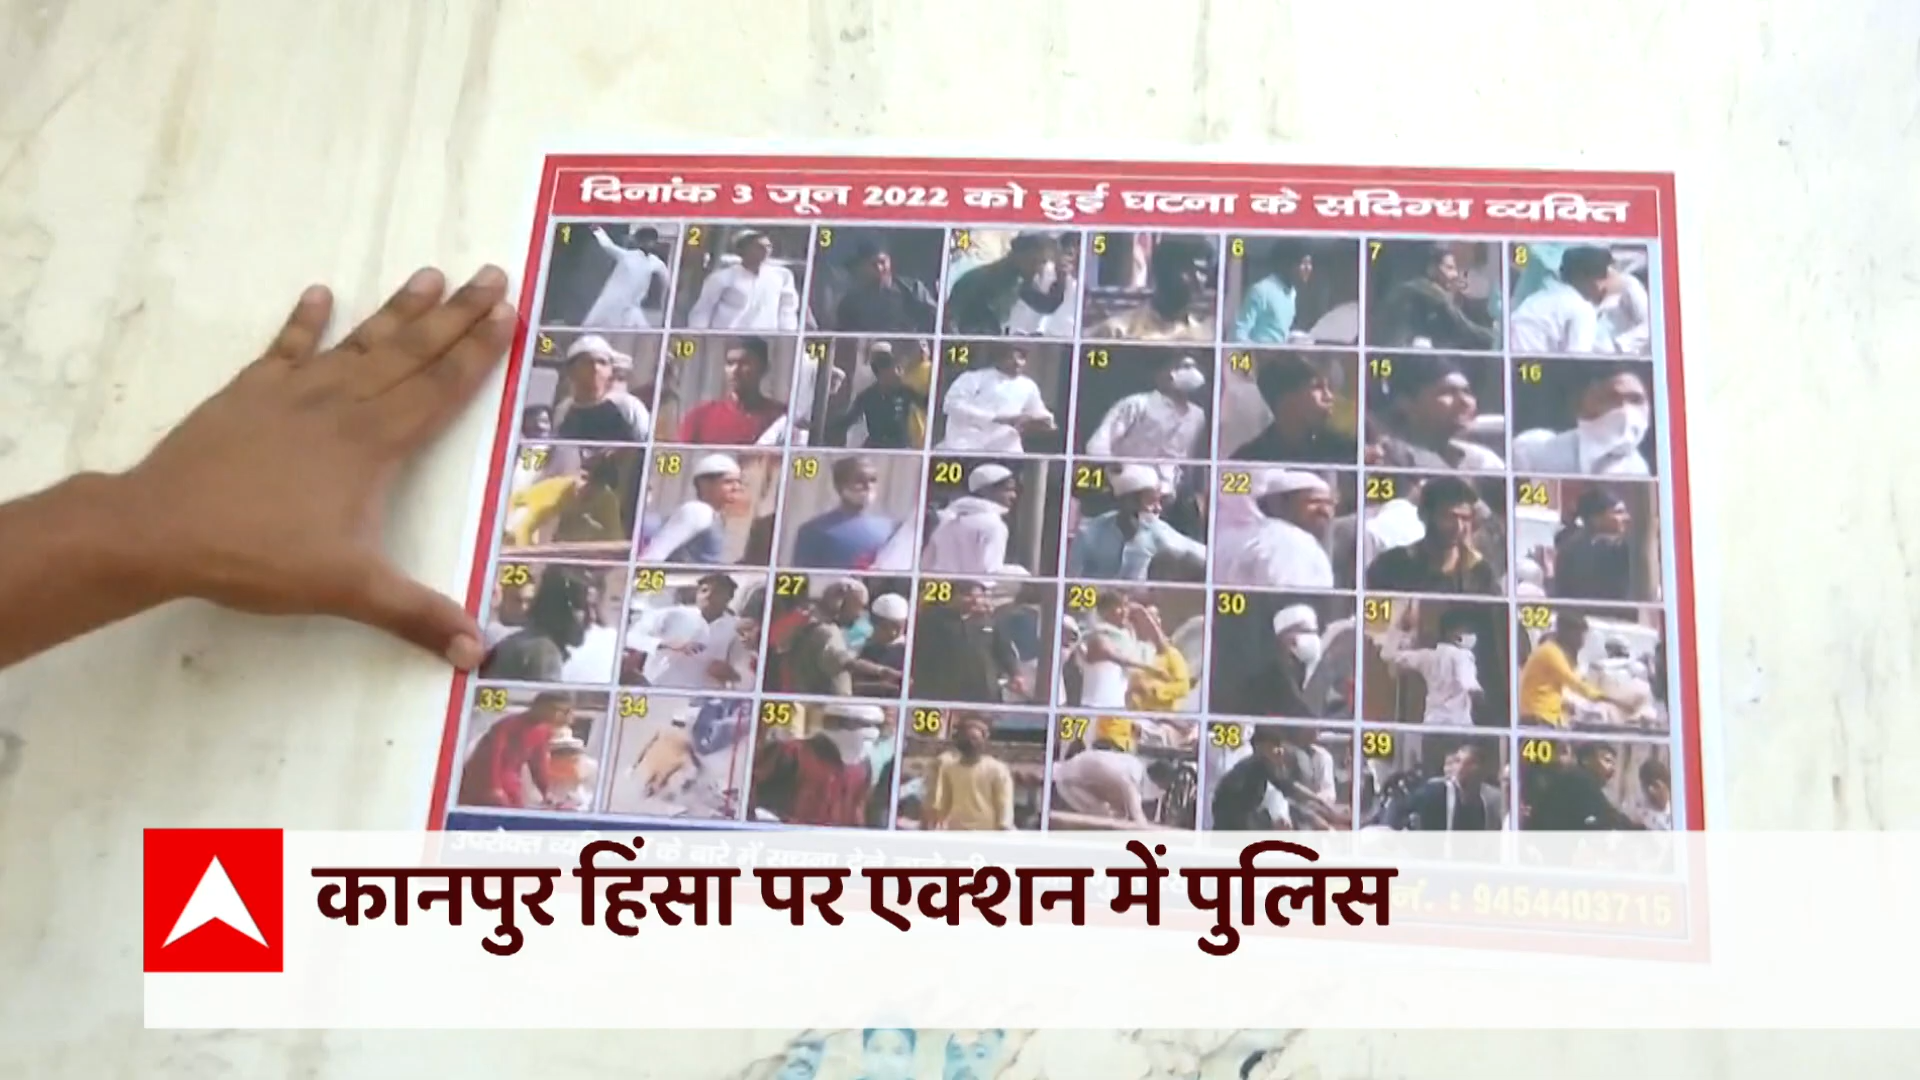 दिनांक 3 जून 2022 को हुई घटना के संदिग्ध व्यक्ति
1 2 3 4 5 6 7 8
9 10 11 12 13 14 15 16
17 18 19 20 21 22 23 24
25 26 27 28 29 30 31 32
33 34 35 36 37 38 39 40
उपरोक्त के बारे में सूचना देने वाले
नं. : 9454403715
कानपुर हिंसा पर एक्शन में पुलिस